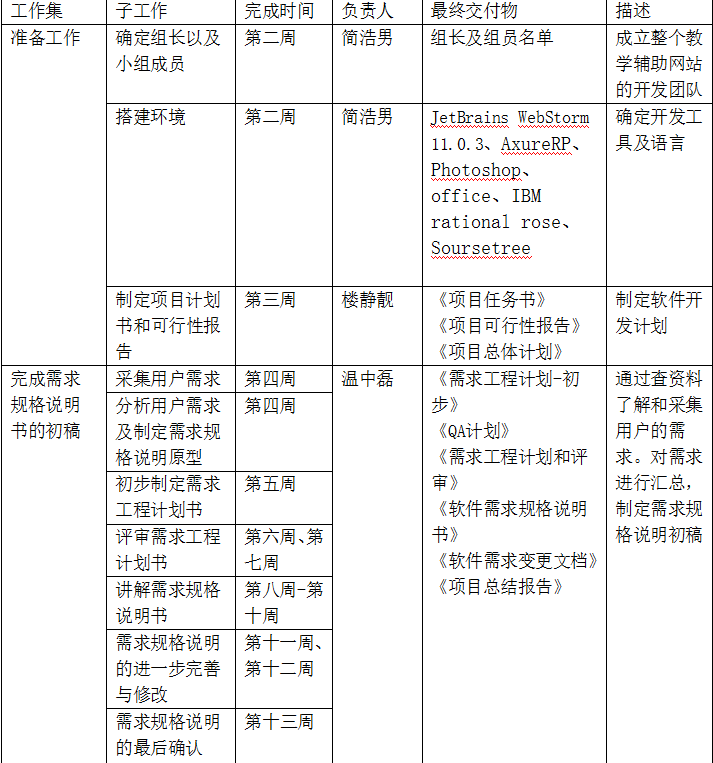 工作集 子工作 完成时间 负责人 最终交付物 描述
准备工作
确定组长以及
小组成员
第二周
简浩男
组长及组员名单
成立整个教
学辅助网站
的开发团队
搭建环境
第二周
简浩男
JetBrains WebStorm
11.0.3、AxureRP、
Photoshop、
office、IBM
rational rose、
Soursetree
确定开发工
具及语言
制定项目计划
书和可行性报
告
第三周
楼静靓
《项目任务书》
《项目可行性报告》
《项目总体计划》
制定软件开
发计划
完成需求
规格说明
书的初稿
采集用户需求
第四周
分析用户需求
及制定需求规
格说明原型
第四周
初步制定需求
工程计划书
第五周
评审需求工程
计划书
第六周、第
七周
讲解需求规格
说明书
第八周-第
十周
需求规格说明
的进一步完善
与修改
第十一周、
第十二周
需求规格说明
的最后确认
第十三周
温中磊
《需求工程计划-初
步》
《QA计划》
《需求工程计划和评
审》
《软件需求规格说明
书》
《软件需求变更文档》
《项目总结报告》
通过查资料
了解和采集
用户的需
求。对需求
进行汇总，
制定需求规
格说明初稿